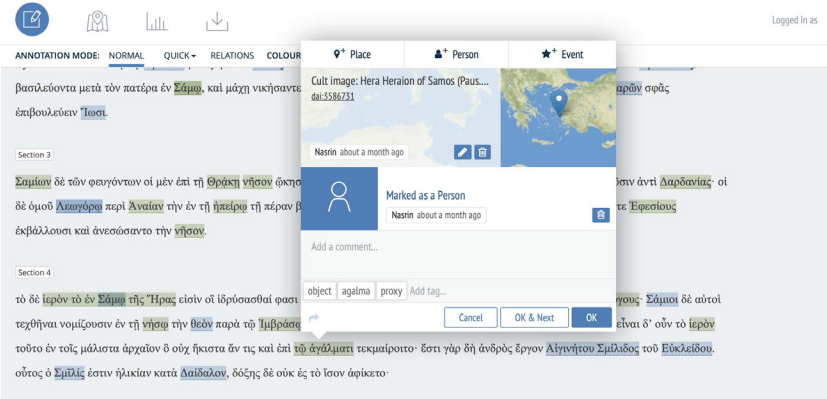 Logged in as
ANNOTATION MODE: NORMAL QUICK RELATIONS COLOUR
Place Person Event
Cult image: Hera Heraion of Samos (Paus....
dai:3586731
Nasrin about a month ago
Marked as a Person
Nasrin about a month ago
Add a comment...
object agalma proxy Add tag...
Cancel OK & Next OK
βασιλεύοντα μετὰ τὸν πατέρα ἐν Σάμῳ, καὶ μάχῃ νικήσαντε σφᾶς
ἐπιβουλεύειν Ἴωσι.
Section 3
Σαμίων δὲ τῶν φευγόντων οἱ μὲν ἐπὶ τῇ Θρᾴκῃ νῆσον ᾤκησ σιν ἀντὶ Δαρδανίας· οἱ
δὲ ὁμοῦ Λεωγόρῳ περὶ Ἀναίαν τὴν ἐν τῇ ἠπείρῳ τῇ πέραν β τε Ἐφεσίους
ἐκβάλλουσι καὶ ἀνεσώσαντο τὴν νῆσον.
Section 4
τὸ δὲ ἱερὸν τὸ ἐν Σάμῳ τῆς Ἥρας εἰσὶν οἳ ἱδρύσασθαί φασι γους· Σάμιοι δὲ αὐτοὶ
τεχθῆναι νομίζουσιν ἐν τῇ νήσῳ τὴν θεὸν παρὰ τῷ Ἰμβράσῳ εἶναι δ’ οὖν τὸ ἱερὸν
τοῦτο ἐν τοῖς μάλιστα ἀρχαῖον ὃ οὐχ ἥκιστα ἄν τις καὶ ἐπὶ τῷ ἀγάλματι τεκμαίροιτο· ἔστι γὰρ δὴ ἀνδρὸς ἔργον Αἰγινήτου Σμίλιδος τοῦ Εὐκλείδου.
οὗτος ὁ Σμῖλίς ἐστιν ἡλικίαν κατὰ Δαίδαλον, δόξης δὲ οὐκ ἐς τὸ ἴσον ἀφίκετο·